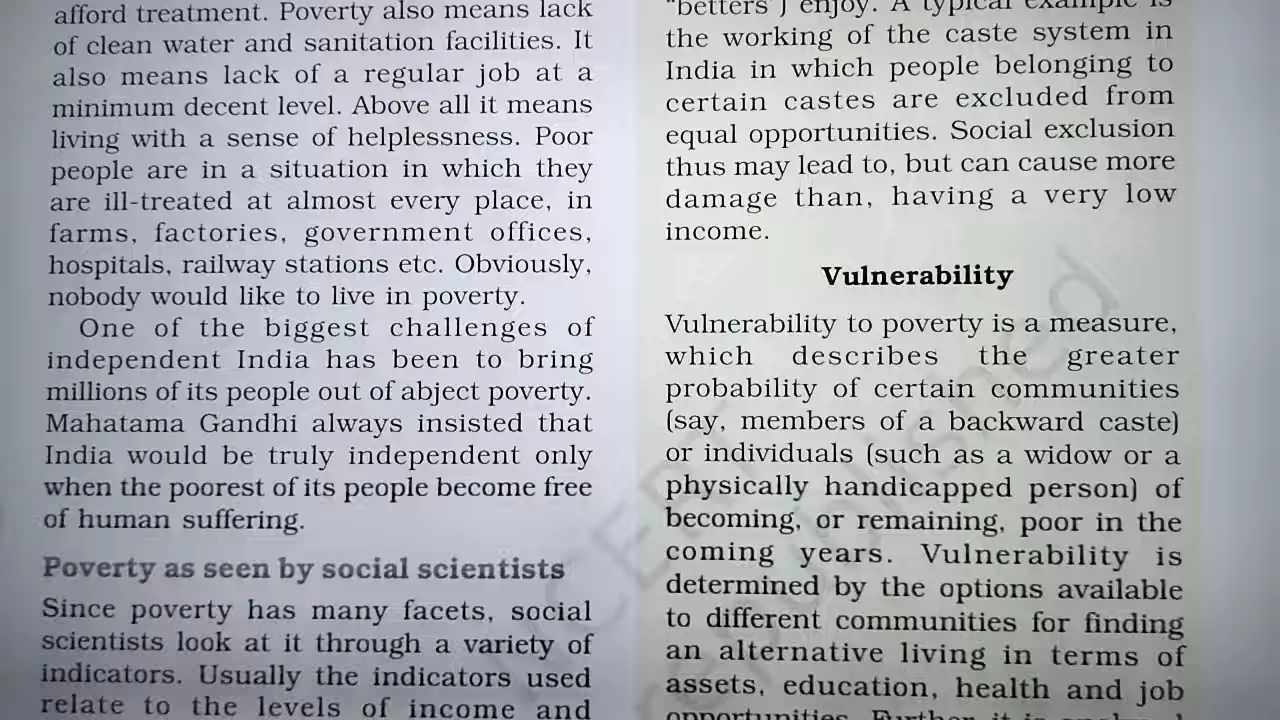 afford treatment. Poverty also means lack
of clean water and sanitation facilities. It
also means lack of a regular job at a
minimum decent level. Above all it means
living with a sense of helplessness. Poor
people are in a situation in which they
are ill-treated at almost every place, in
farms, factories, government offices,
hospitals, railway stations etc. Obviously,
nobody would like to live in poverty.
One of the biggest challenges of
independent India has been to bring
millions of its people out of abject poverty.
Mahatama Gandhi always insisted that
India would be truly independent only
when the poorest of its people become free
of human suffering.
Poverty as seen by social scientists
Since poverty has many facets, social
scientists look at it through a variety of
indicators. Usually the indicators used
relate to the levels of income and
"betters") enjoy. A typical example is
the working of the caste system in
India in which people belonging to
certain castes are excluded from
equal opportunities. Social exclusion
thus may lead to, but can cause more
damage than, having a very low
income.
Vulnerability
Vulnerability to poverty is a measure,
which describes the greater
probability of certain communities
(say, members of a backward caste)
or individuals (such as a widow or a
physically handicapped person) of
becoming, or remaining, poor in the
coming years. Vulnerability is
determined by the options available
to different communities for finding
an alternative living in terms of
assets, education, health and job
opportunities. Further, it is